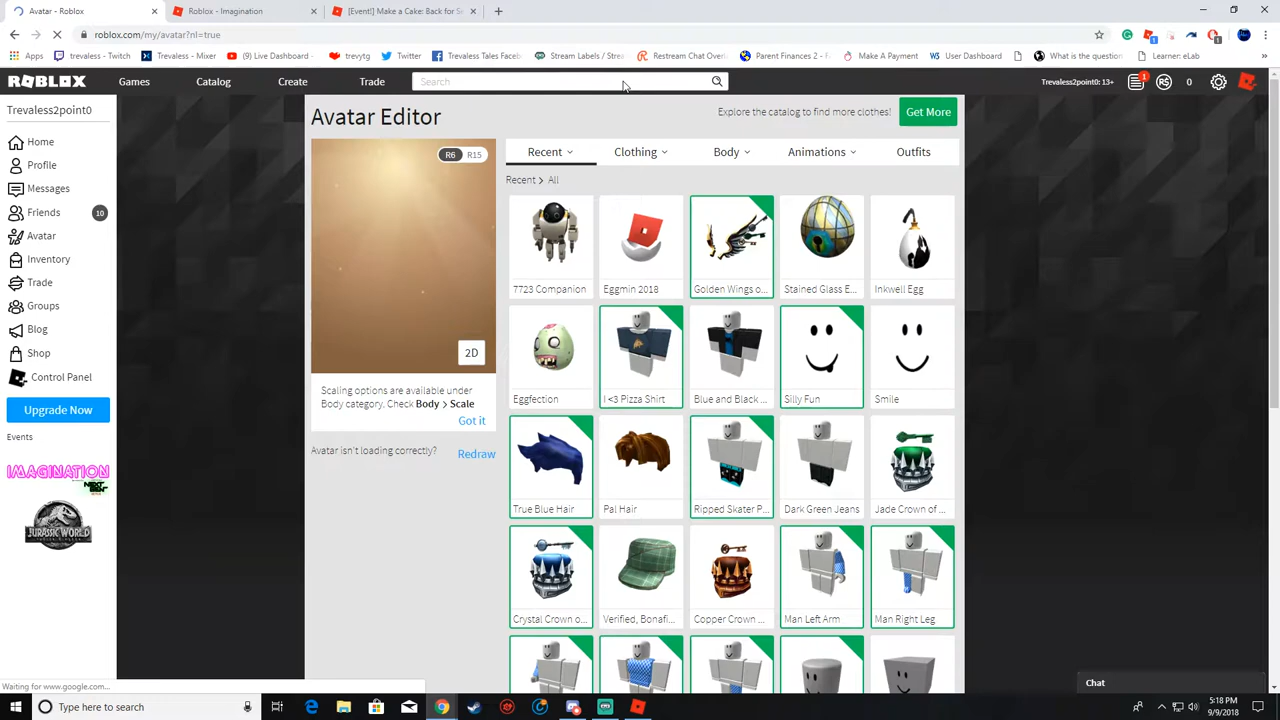 Avatar - Roblox
Roblox - Imagination
[Event!] Make a Cake: Back for Se
roblox.com/my/avatar?nl=true
Apps
trevaless - Twitch
Trevaless - Mixer
(9) Live Dashboard -
trevytg
Twitter
Trevaless Tales Faceb
Stream Labels / Stre
Restream Chat Overl
Parent Finances 2 - F
Make A Payment
User Dashboard
What is the question
Learner: eLab
ROBLOX
Games
Catalog
Create
Trade
Search
Trevaless2point0: 13+
1
0
Trevaless2point0
Home
Profile
Messages
Friends
10
Avatar
Inventory
Trade
Groups
Blog
Shop
Control Panel
Upgrade Now
Events
IMAGINATION
JURASSIC WORLD
Avatar Editor
Explore the catalog to find more clothes!
Get More
R6
R15
2D
Scaling options are available under
Body category. Check Body > Scale
Got it
Avatar isn't loading correctly?
Redraw
Recent
Clothing
Body
Animations
Outfits
Recent > All
7723 Companion
Eggmin 2018
Golden Wings o...
Stained Glass E...
Inkwell Egg
Eggfection
I <3 Pizza Shirt
Blue and Black ...
Silly Fun
Smile
True Blue Hair
Pal Hair
Ripped Skater P...
Dark Green Jeans
Jade Crown of ...
Crystal Crown o...
Verified, Bonafi...
Copper Crown ...
Man Left Arm
Man Right Leg
Chat
Waiting for www.google.com...
Type here to search
5:18 PM
9/9/2018